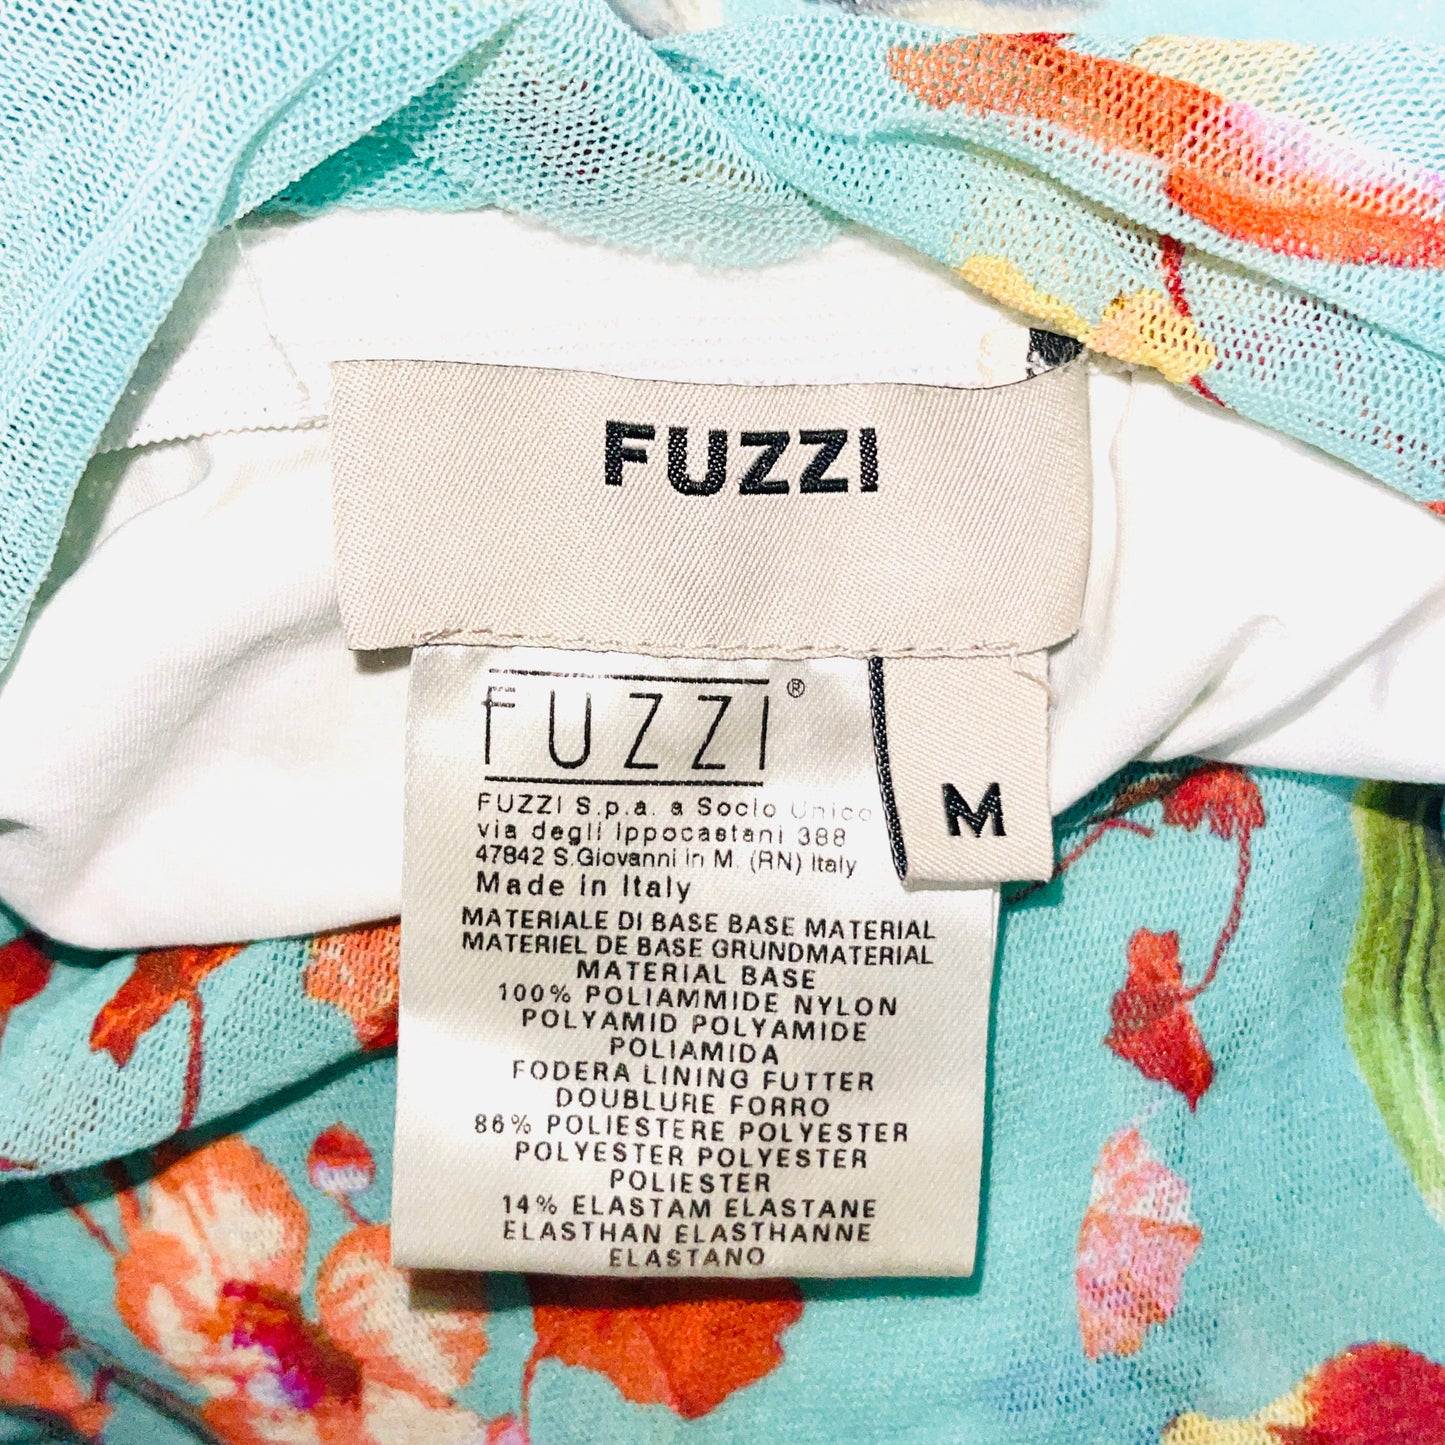 FUZZI
FUZZI®
M
FUZZI S.p.a. a Socio Unico
via degli Ippocastani 388
47842 S.Giovanni in M. (RN) Italy
Made in Italy
MATERIALE DI BASE BASE MATERIAL
MATERIEL DE BASE GRUNDMATERIAL
MATERIAL BASE
100% POLIAMMIDE NYLON
POLYAMID POLYAMIDE
POLIAMIDA
FODERA LINING FUTTER
DOUBLURE FORRO
86% POLIESTERE POLYESTER
POLYESTER POLYESTER
POLIESTER
14% ELASTAM ELASTANE
ELASTHAN ELASTHANNE
ELASTANO